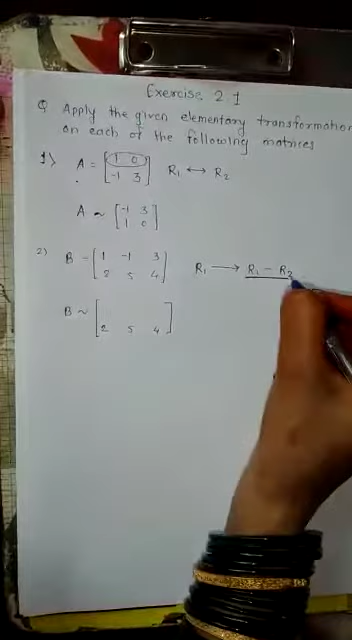 Exercise 2.1
Q Apply the given elementary transformation
on each of the following matrices
1) A = [1 0
-1 3] R₁ ↔ R₂
A ~ [-1 3
1 0]
2) B = [1 -1 3
2 5 4] R₁ → R₁ - R₂
B ~ [
2 5 4]